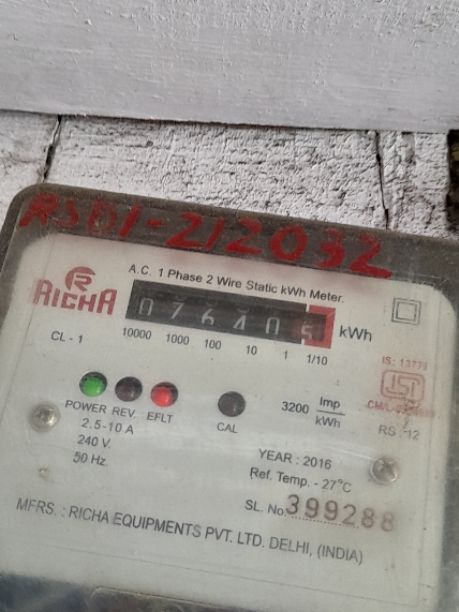 RSD1-212032
RICHA
A.C. 1 Phase 2 Wire Static kWh Meter.
kWh
CL - 1
10000 1000 100 10 1 1/10
IS: 13779
ISI
POWER REV. EFLT
CAL
3200 Imp/kWh
RS -12
2.5-10 A
240 V.
50 Hz.
YEAR : 2016
Ref. Temp. - 27°C
SL. No. 399288
MFRS. : RICHA EQUIPMENTS PVT. LTD. DELHI, (INDIA)